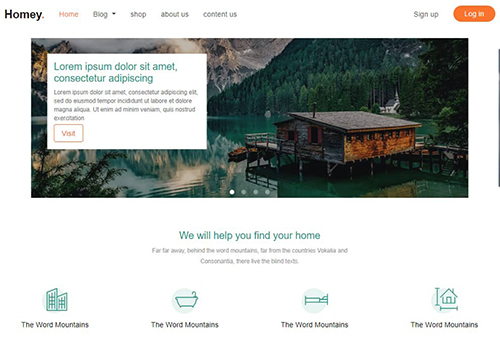 Homey. Home Blog shop about us content us Sign up Log in
Lorem ipsum dolor sit amet,
consectetur adipiscing
Lorem ipsum dolor sit amet, consectetur adipiscing elit,
sed do eiusmod tempor incididunt ut labore et dolore
magna aliqua. Ut enim ad minim veniam, quis nostrud
exercitation
Visit
We will help you find your home
Far far away, behind the word mountains, far from the countries Vokalia and
Consonantia, there live the blind texts.
The Word Mountains The Word Mountains The Word Mountains The Word Mountains